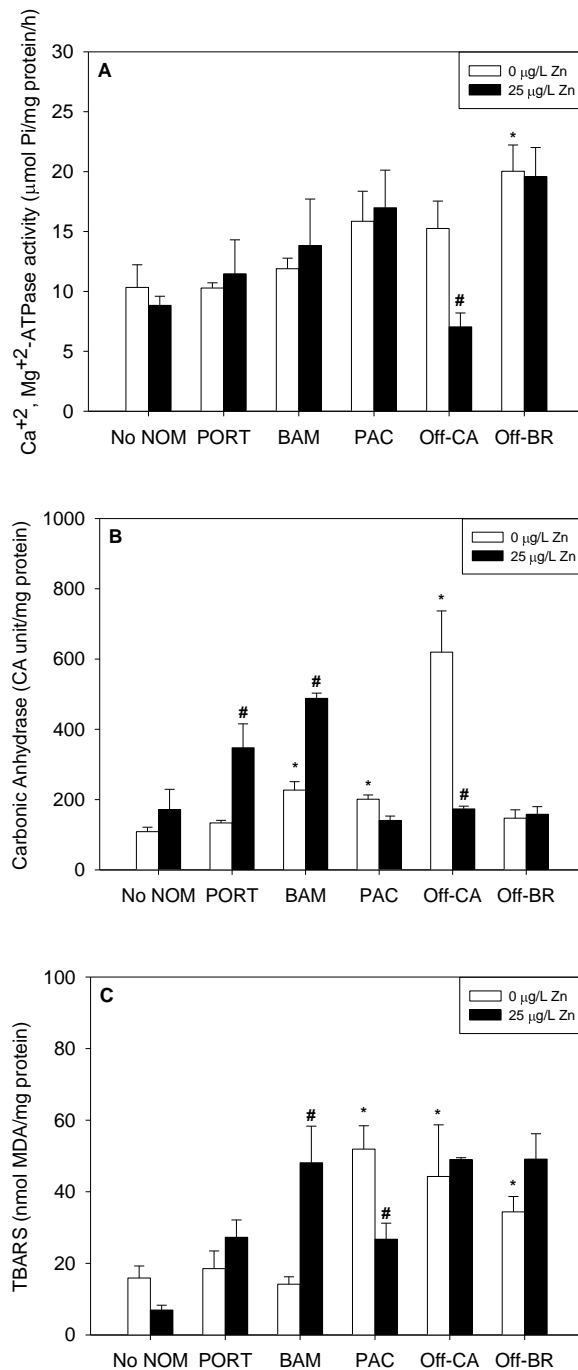 A
0 μg/L Zn
25 μg/L Zn
Ca+2, Mg+2-ATPase activity (μmol Pi/mg protein/h)
30
25
20
15
10
5
0
*
#
No NOM PORT BAM PAC Off-CA Off-BR
B
0 μg/L Zn
25 μg/L Zn
Carbonic Anhydrase (CA unit/mg protein)
1000
800
600
400
200
0
# * # * * #
No NOM PORT BAM PAC Off-CA Off-BR
C
0 μg/L Zn
25 μg/L Zn
TBARS (nmol MDA/mg protein)
100
80
60
40
20
0
# * # * *
No NOM PORT BAM PAC Off-CA Off-BR